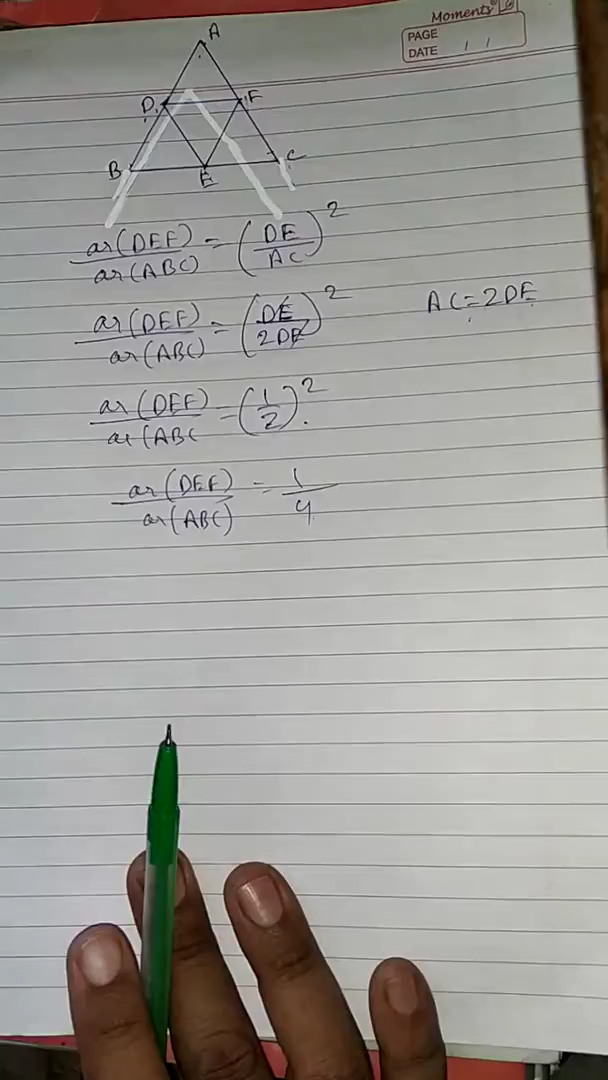 Moments
PAGE
DATE / /
A
D F
B E C
ar(DEF)/ar(ABC) = (DE/AC)²
AC=2DE
ar(DEF)/ar(ABC) = (DE/2DE)²
ar(DEF)/ar(ABC = (1/2)².
ar(DEF)/ar(ABC) = 1/4